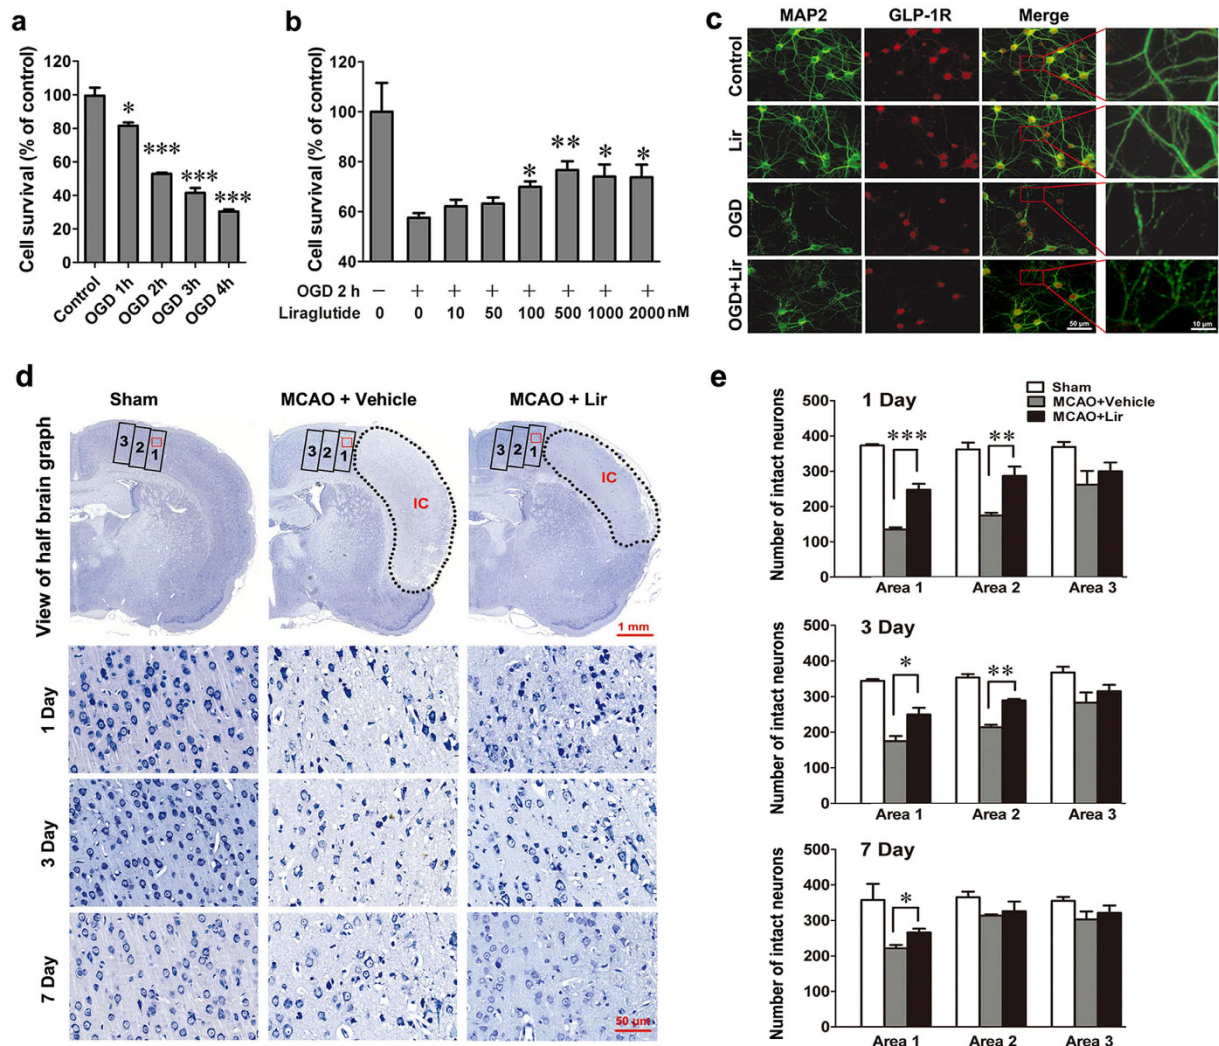 a
Cell survival (% of control)
120
100
80
60
40
20
0
*
***
***
***
Control
OGD 1h
OGD 2h
OGD 3h
OGD 4h
b
Cell survival (% of control)
120
100
80
60
40
*
**
*
*
OGD 2 h − + + + + + + +
Liraglutide 0 0 10 50 100 500 1000 2000 nM
c
MAP2 GLP-1R Merge
Control
Lir
OGD
OGD+Lir
50 µm
10 µm
d
Sham MCAO + Vehicle MCAO + Lir
View of half brain graph
3 2 1
3 2 1
IC
3 2 1
IC
1 mm
1 Day
3 Day
7 Day
50 µm
e
Sham
MCAO+Vehicle
MCAO+Lir
1 Day
Number of intact neurons
500
400
300
200
100
0
***
**
Area 1 Area 2 Area 3
3 Day
Number of intact neurons
500
400
300
200
100
0
*
**
Area 1 Area 2 Area 3
7 Day
Number of intact neurons
500
400
300
200
100
0
*
Area 1 Area 2 Area 3